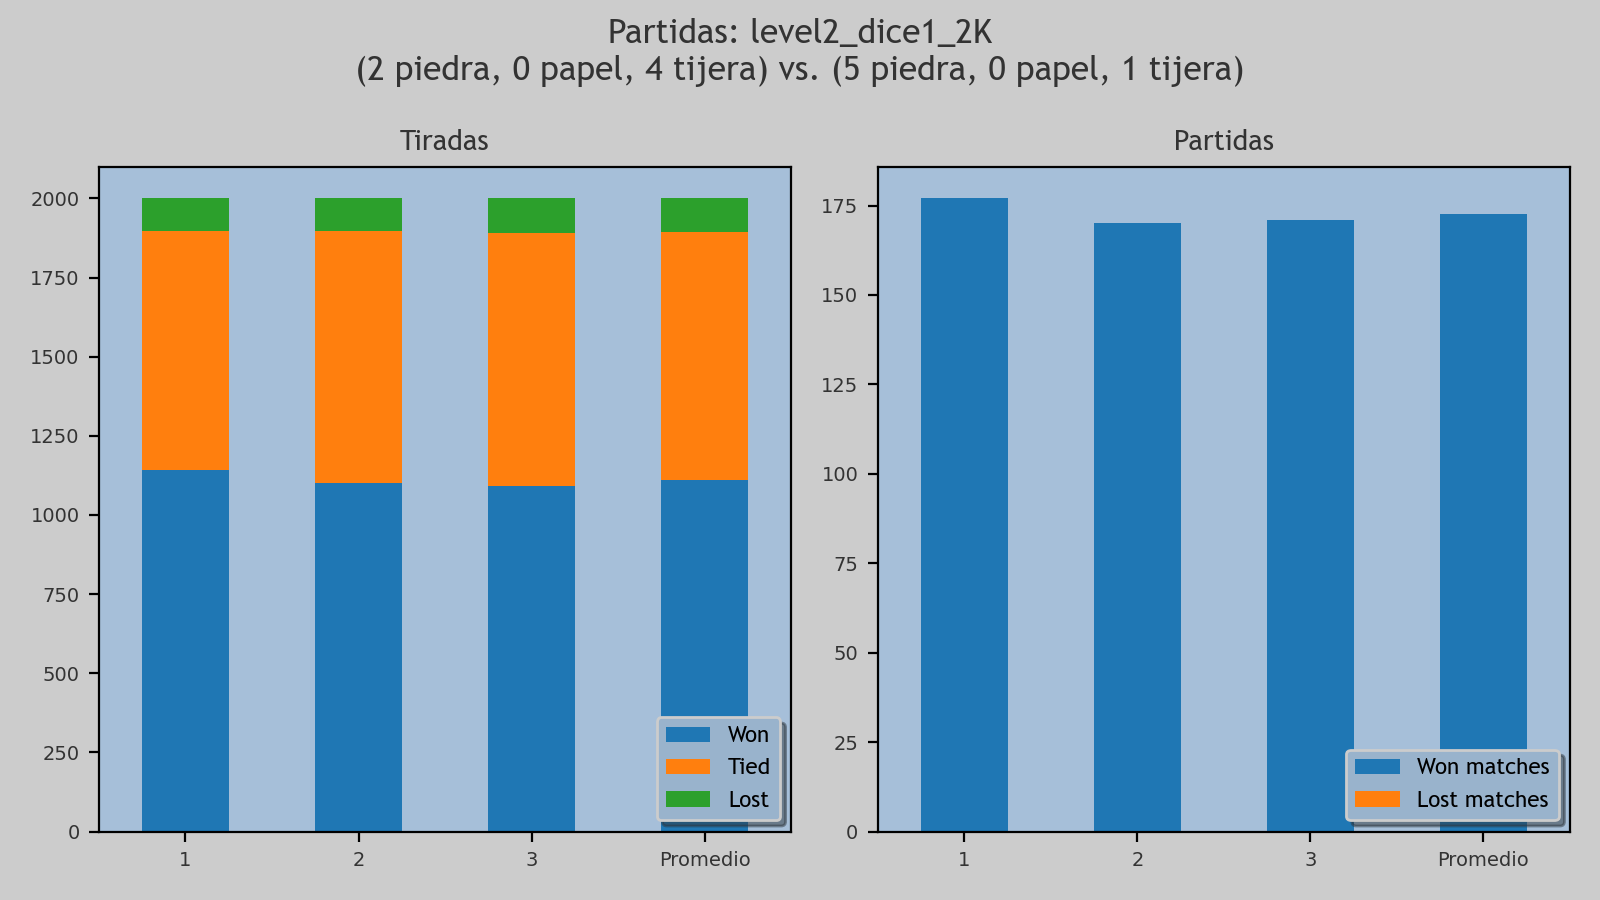 Partidas: level2_dice1_2K
(2 piedra, 0 papel, 4 tijera) vs. (5 piedra, 0 papel, 1 tijera)
Tiradas
2000
1750
1500
1250
1000
750
500
250
0
1
2
3
Promedio
Won
Tied
Lost
Partidas
175
150
125
100
75
50
25
0
1
2
3
Promedio
Won matches
Lost matches